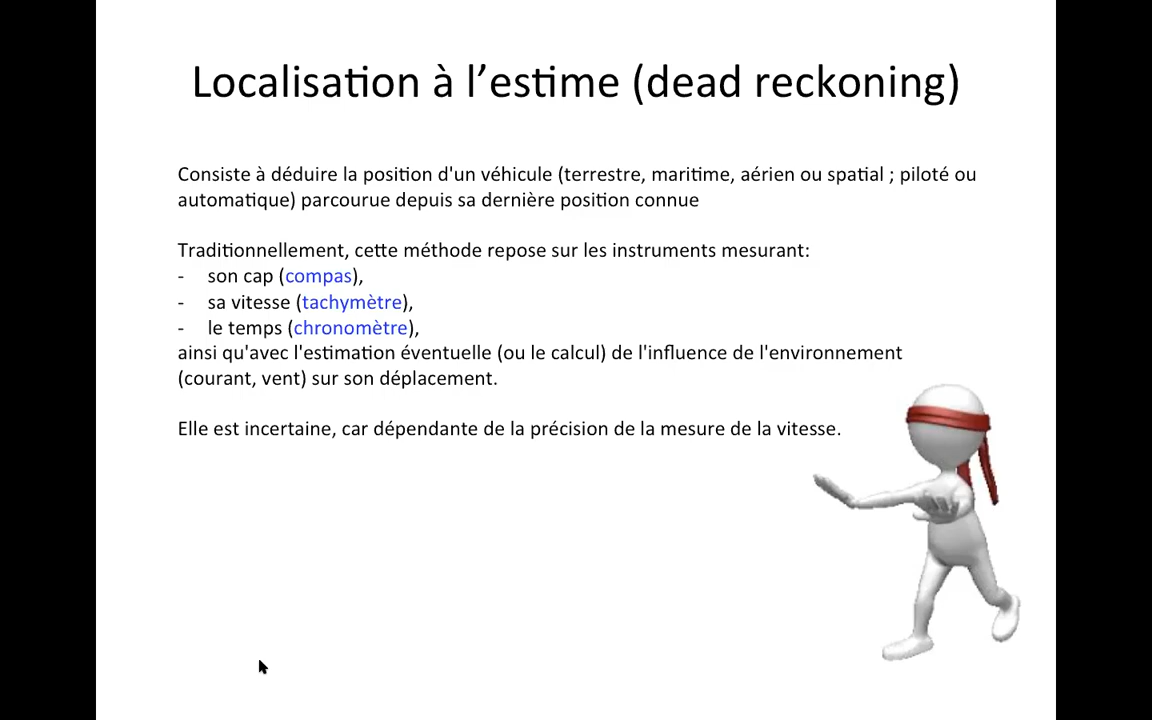 Localisation à l’estime (dead reckoning)
Consiste à déduire la position d'un véhicule (terrestre, maritime, aérien ou spatial ; piloté ou
automatique) parcourue depuis sa dernière position connue
Traditionnellement, cette méthode repose sur les instruments mesurant:
- son cap (compas),
- sa vitesse (tachymètre),
- le temps (chronomètre),
ainsi qu'avec l'estimation éventuelle (ou le calcul) de l'influence de l'environnement
(courant, vent) sur son déplacement.
Elle est incertaine, car dépendante de la précision de la mesure de la vitesse.